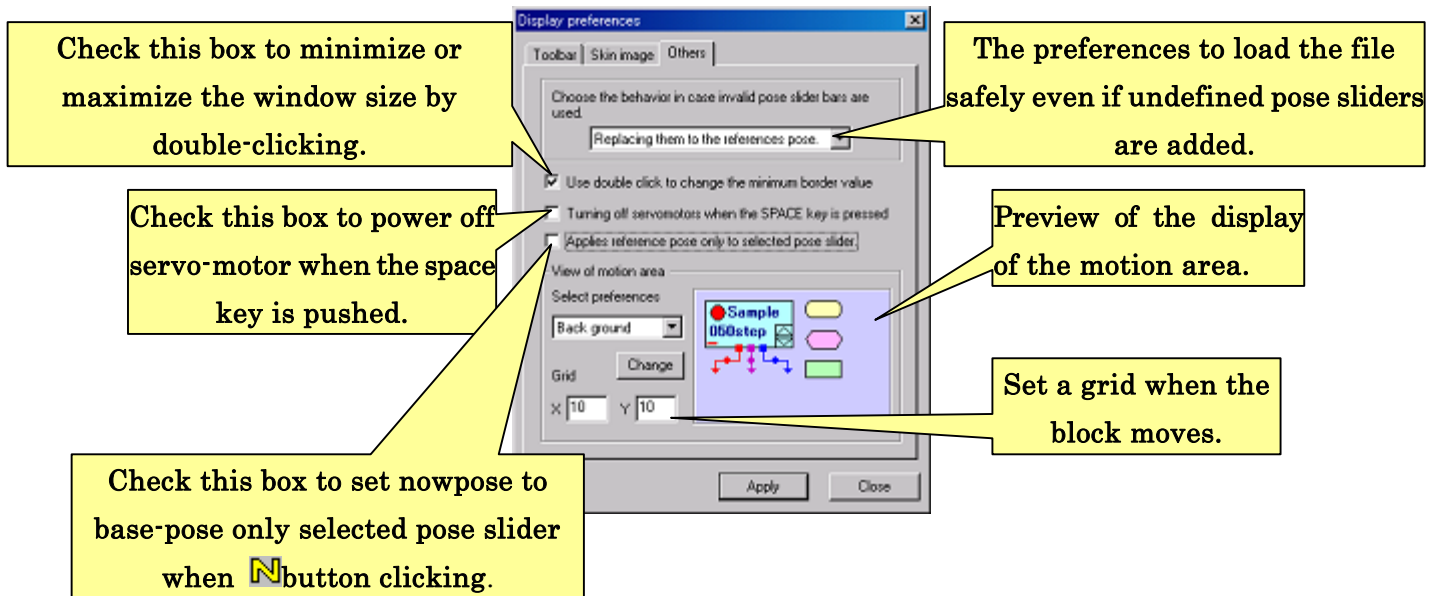 Check this box to minimize or
maximize the window size by
double-clicking.
Display preferences
Toolbar
Skin image
Others
Choose the behavior in case invalid pose slider bars are
used.
Replacing them to the references pose.
Use double click to change the minimum border value
Turning off servomotors when the SPACE key is pressed
Applies reference pose only to selected pose slider.
View of motion area
Select preferences
Back ground
Change
Grid
X 10 Y 10
Sample
050step
Apply
Close
The preferences to load the file
safely even if undefined pose sliders
are added.
Check this box to power off
servo-motor when the space
key is pushed.
Preview of the display
of the motion area.
Set a grid when the
block moves.
Check this box to set nowpose to
base-pose only selected pose slider
when N button clicking.